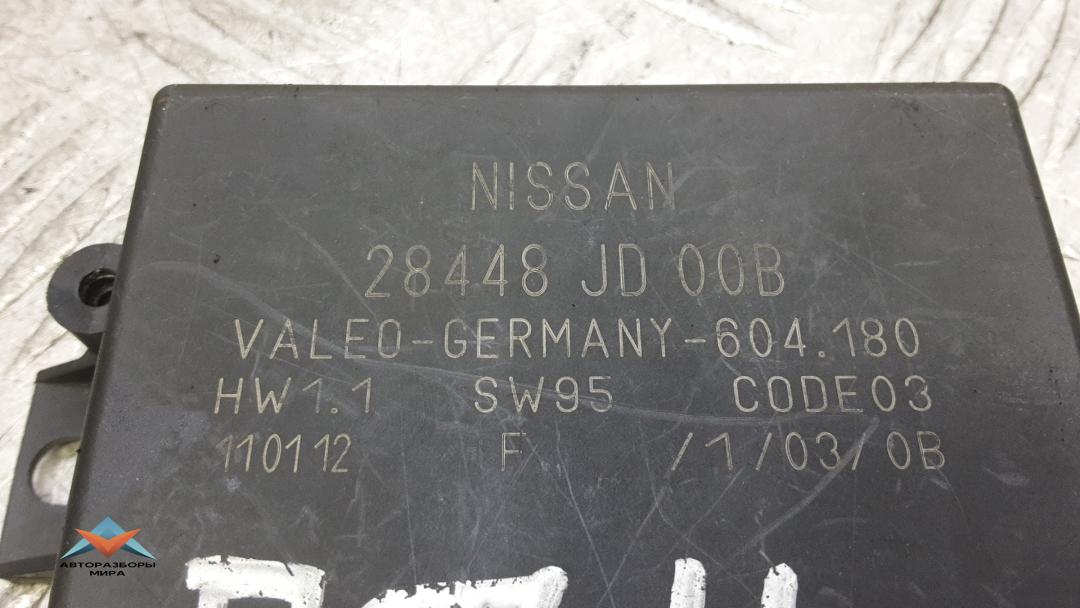 NISSAN
28448 JD 00B
VALEO-GERMANY-604.180
HW1.1 SW95 CODE03
110112 F /1/03/0B
АВТОРАЗБОРЫ
МИРА